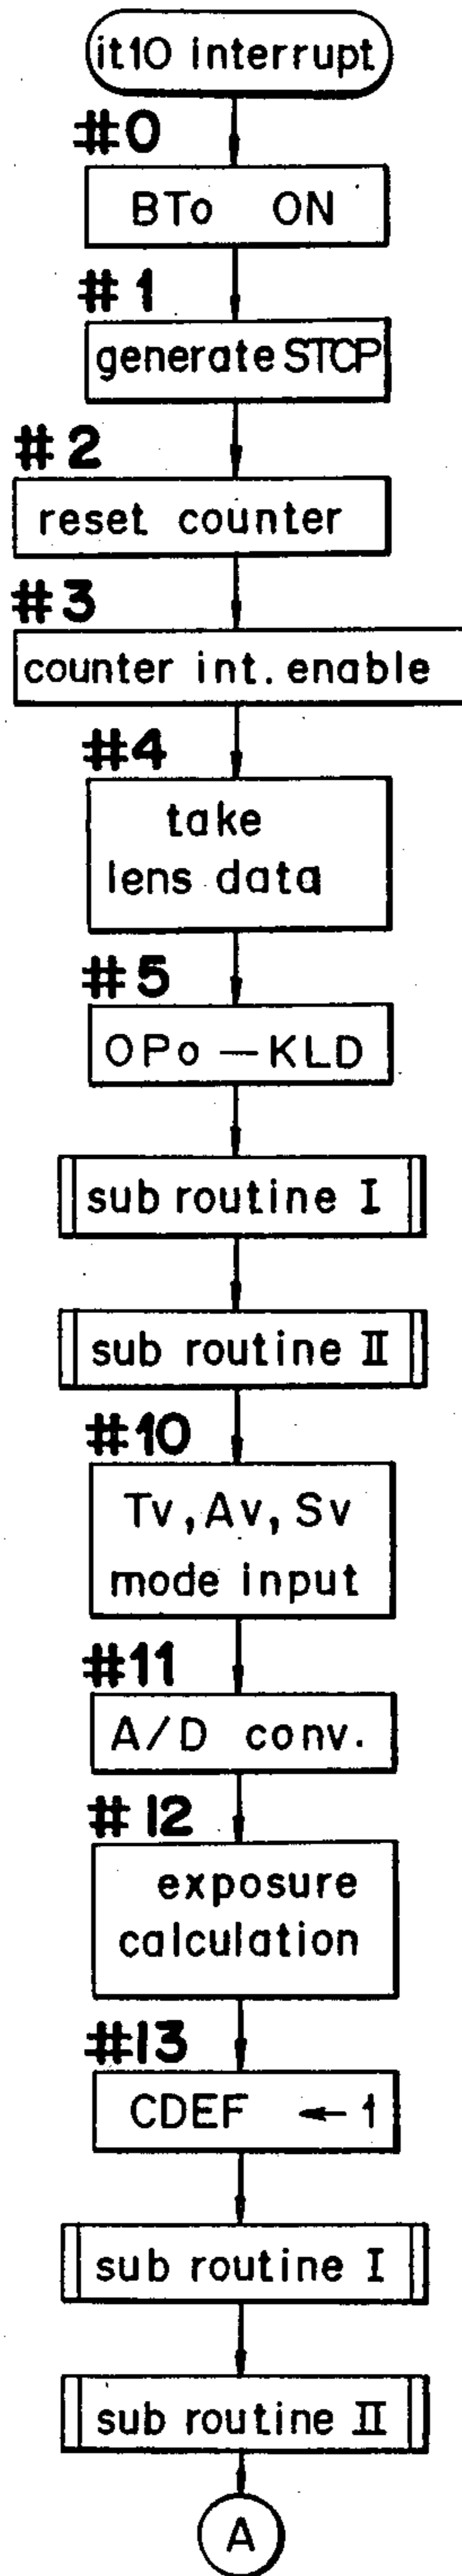 it10 interrupt
#0
BTo ON
#1
generate STCP
#2
reset counter
#3
counter int. enable
#4
take
lens data
#5
OPo — KLD
sub routine I
sub routine II
#10
Tv, Av, Sv
mode input
#11
A/D conv.
#12
exposure
calculation
#13
CDEF ← 1
sub routine I
sub routine II
A